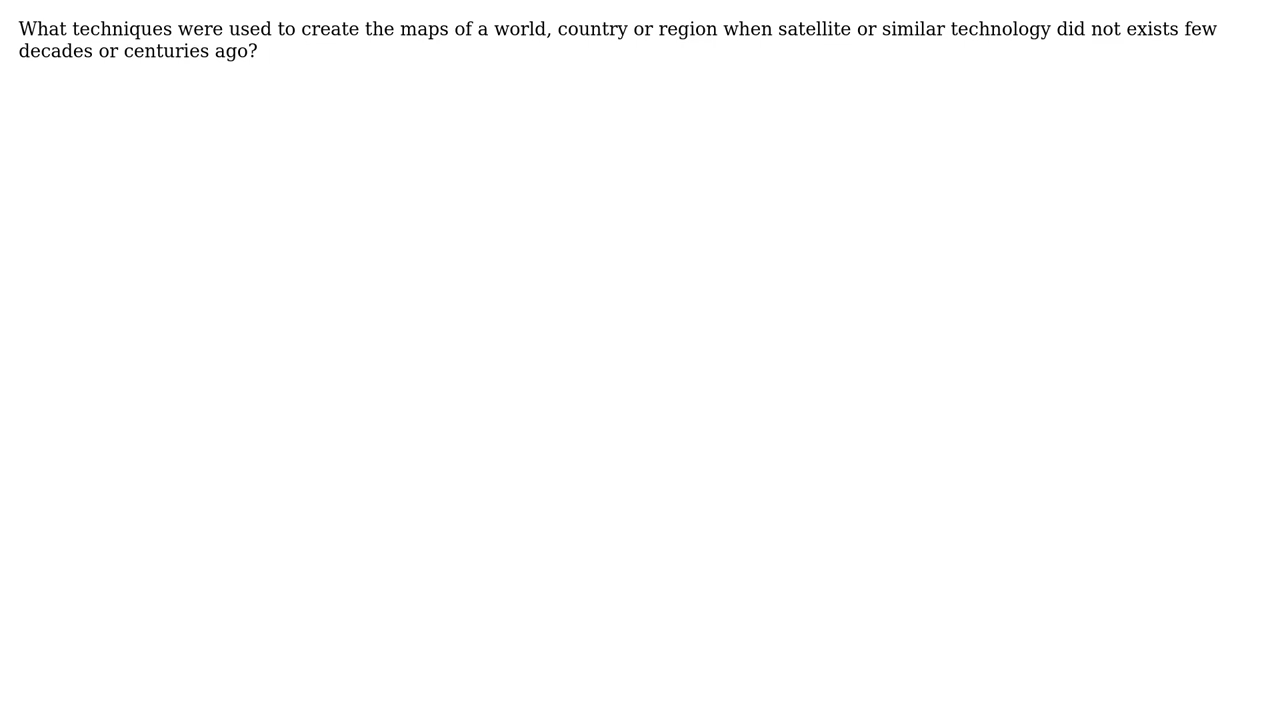 What techniques were used to create the maps of a world, country or region when satellite or similar technology did not exists few
decades or centuries ago?